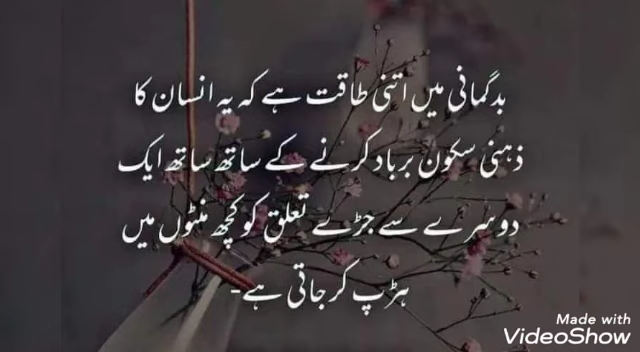 بدگمانی میں اتنی طاقت ہے کہ یہ انسان کا
ذہنی سکون برباد کرنے کے ساتھ ساتھ ایک
دوسرے سے جڑے تعلق کو کچھ منٹوں میں
ہڑپ کر جاتی ہے-
Made with
VideoShow